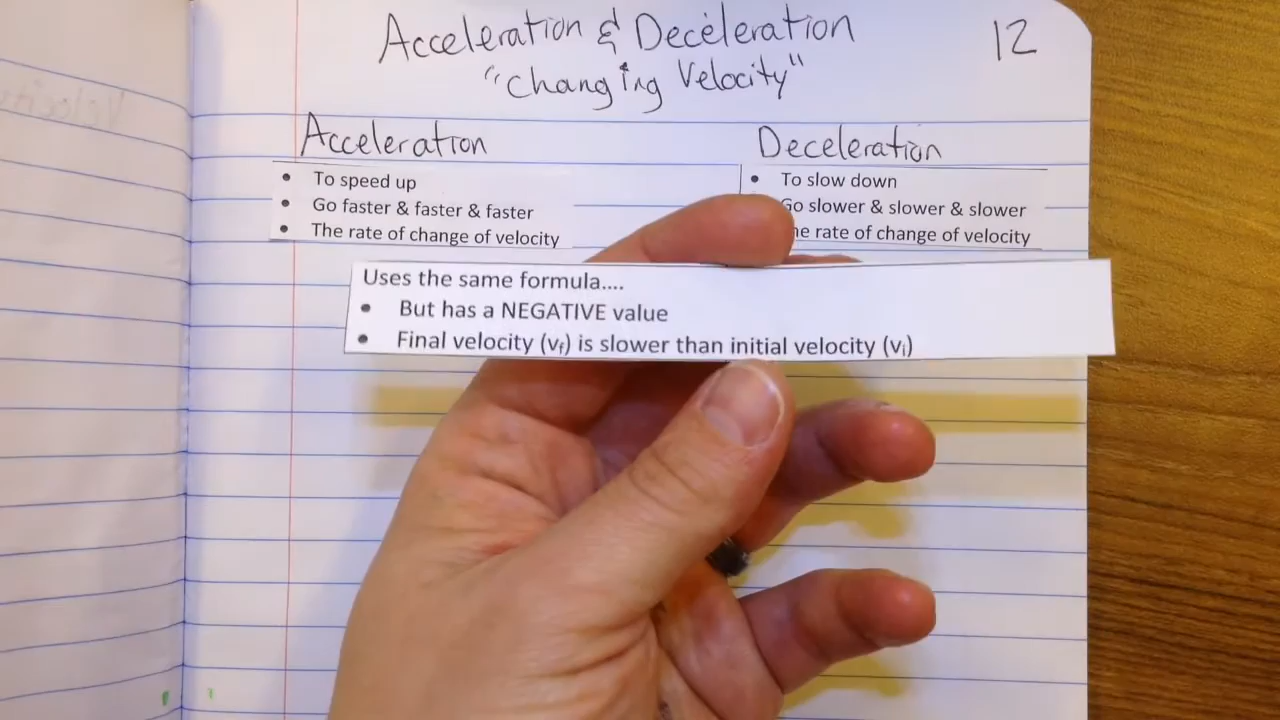 Acceleration & Deceleration
12
"Changing Velocity"
Acceleration
• To speed up
• Go faster & faster & faster
• The rate of change of velocity
Deceleration
• To slow down
Go slower & slower & slower
rate of change of velocity
Uses the same formula....
• But has a NEGATIVE value
• Final velocity (vf) is slower than initial velocity (vi)